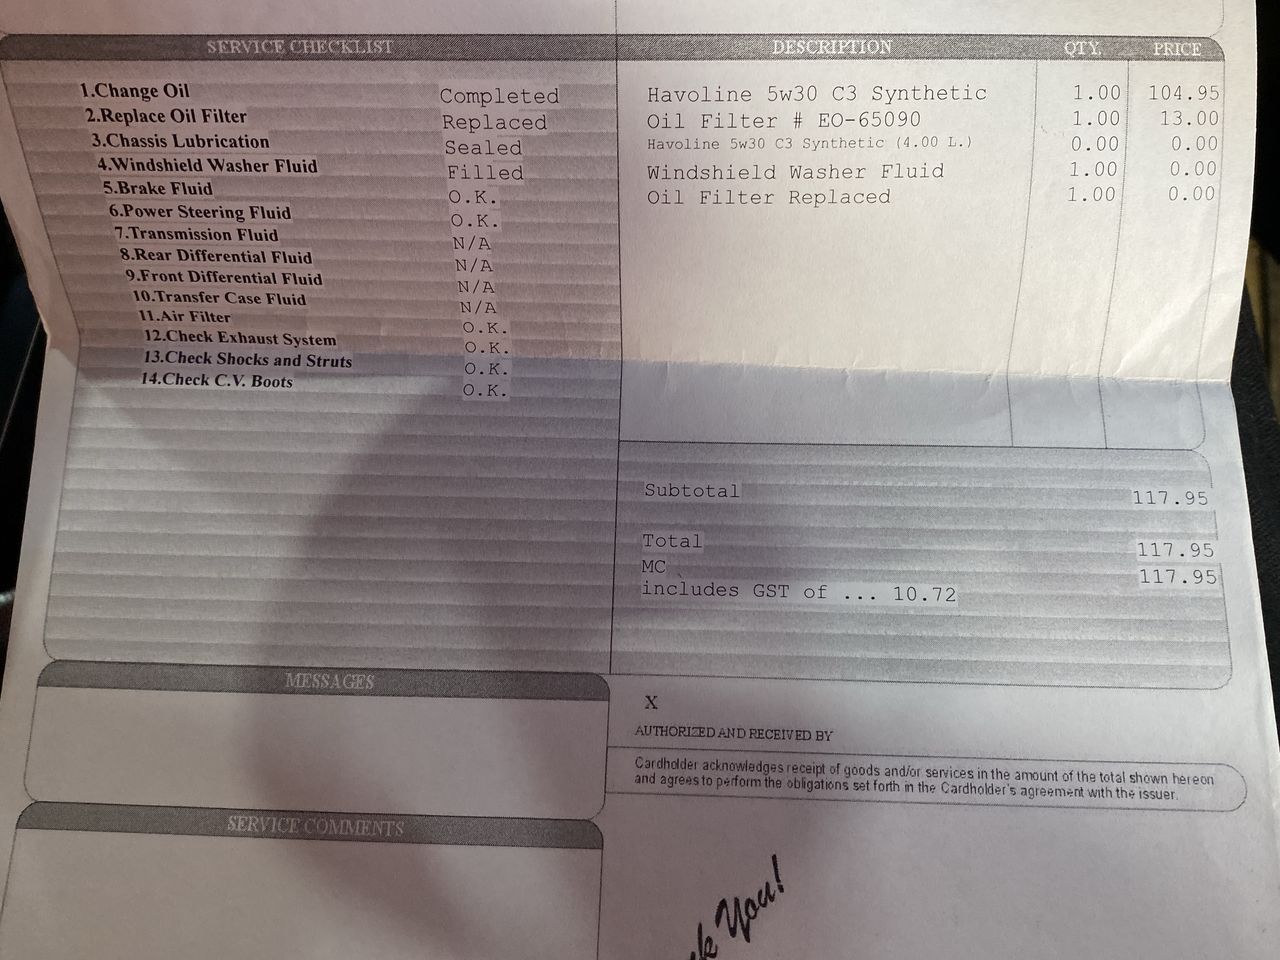 SERVICE CHECKLIST
1.Change Oil Completed
2.Replace Oil Filter Replaced
3.Chassis Lubrication Sealed
4.Windshield Washer Fluid Filled
5.Brake Fluid O.K.
6.Power Steering Fluid O.K.
7.Transmission Fluid N/A
8.Rear Differential Fluid N/A
9.Front Differential Fluid N/A
10.Transfer Case Fluid N/A
11.Air Filter O.K.
12.Check Exhaust System O.K.
13.Check Shocks and Struts O.K.
14.Check C.V. Boots O.K.
DESCRIPTION QTY. PRICE
Havoline 5w30 C3 Synthetic 1.00 104.95
Oil Filter # EO-65090 1.00 13.00
Havoline 5w30 C3 Synthetic (4.00 L.) 0.00 0.00
Windshield Washer Fluid 1.00 0.00
Oil Filter Replaced 1.00 0.00
Subtotal 117.95
Total 117.95
MC 117.95
includes GST of ... 10.72
MESSAGES
SERVICE COMMENTS
X
AUTHORIZED AND RECEIVED BY
Cardholder acknowledges receipt of goods and/or services in the amount of the total shown hereon
and agrees to perform the obligations set forth in the Cardholder's agreement with the issuer.
You!